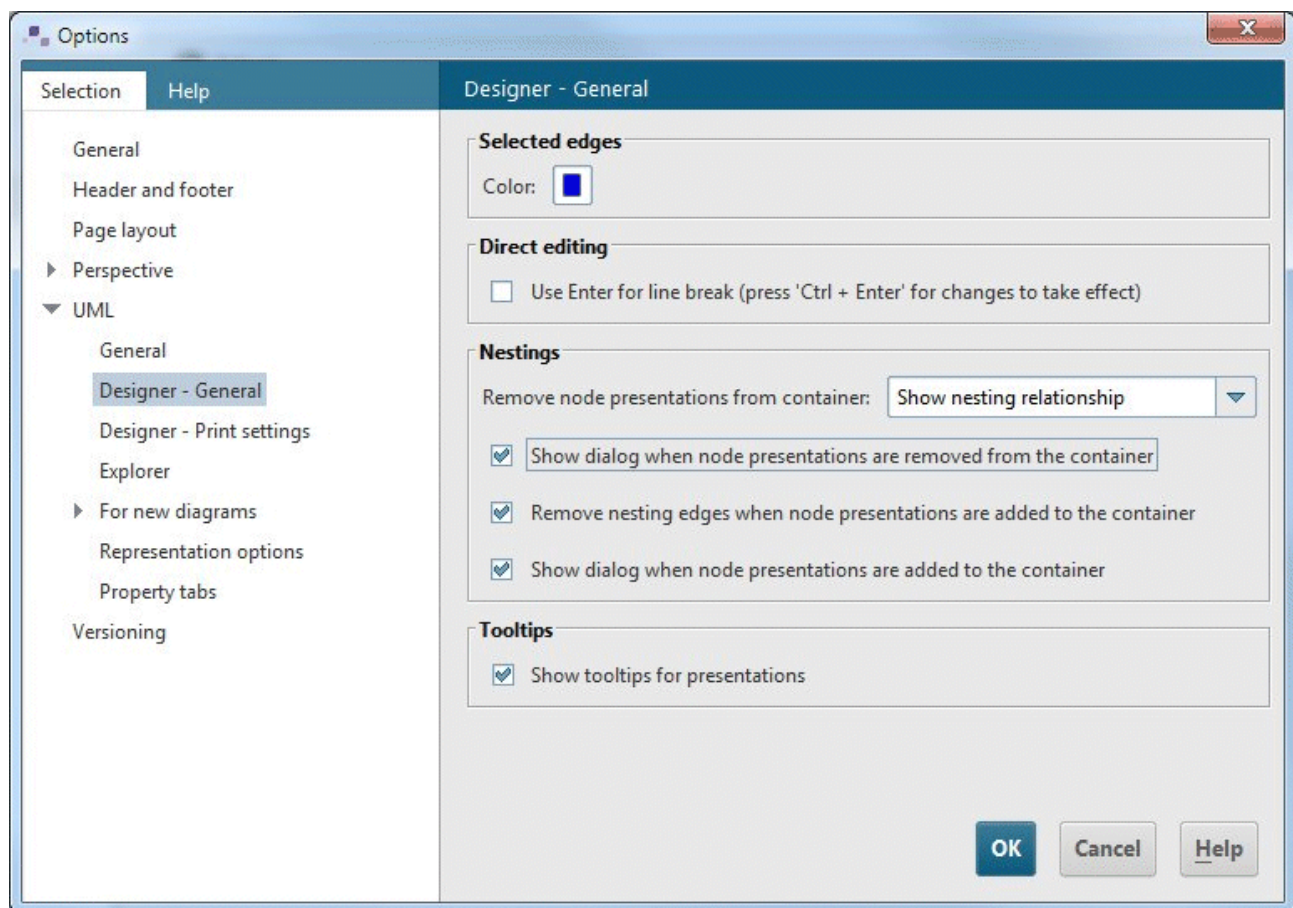 Options
Selection Help
General
Header and footer
Page layout
Perspective
UML
General
Designer - General
Designer - Print settings
Explorer
For new diagrams
Representation options
Property tabs
Versioning
Designer - General
Selected edges
Color:
Direct editing
Use Enter for line break (press 'Ctrl + Enter' for changes to take effect)
Nestings
Remove node presentations from container: Show nesting relationship
Show dialog when node presentations are removed from the container
Remove nesting edges when node presentations are added to the container
Show dialog when node presentations are added to the container
Tooltips
Show tooltips for presentations
OK Cancel Help